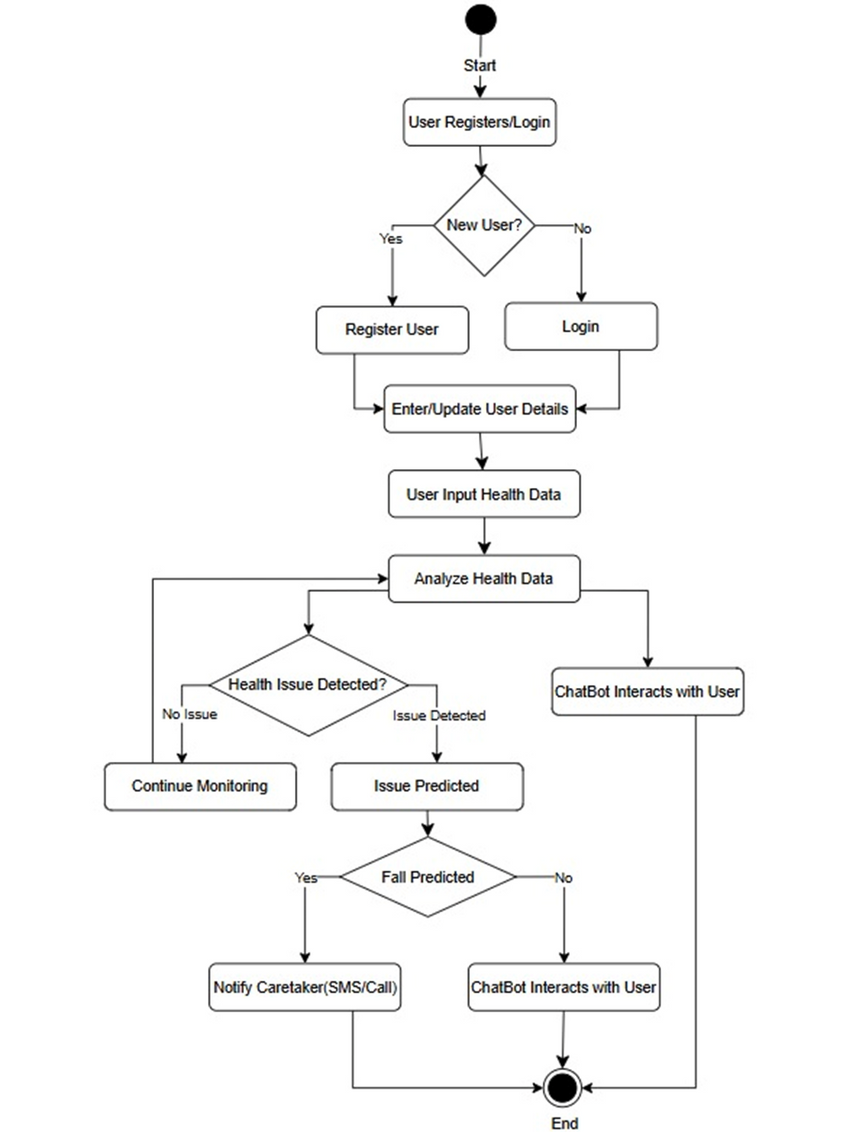 Start
User Registers/Login
New User?
Yes
No
Register User
Login
Enter/Update User Details
User Input Health Data
Analyze Health Data
Health Issue Detected?
ChatBot Interacts with User
No Issue
Issue Detected
Continue Monitoring
Issue Predicted
Fall Predicted
Yes
No
Notify Caretaker(SMS/Call)
ChatBot Interacts with User
End